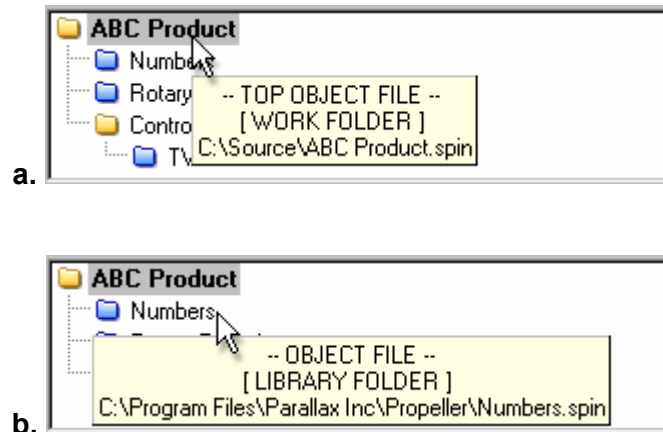 ABC Product
Numbers
Rotary
Contro
TV
-- TOP OBJECT FILE --
[ WORK FOLDER ]
C:\Source\ABC Product.spin
a.
ABC Product
Numbers
-- OBJECT FILE --
[ LIBRARY FOLDER ]
C:\Program Files\Parallax Inc\Propeller\Numbers.spin
b.